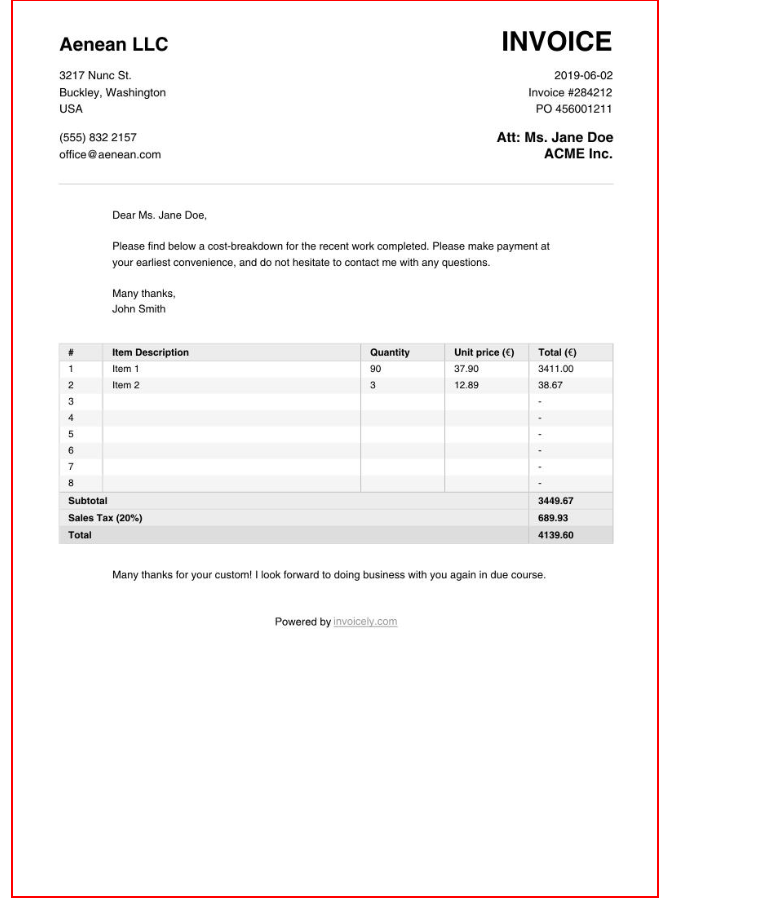 Aenean LLC
INVOICE
3217 Nunc St.
Buckley, Washington
USA
2019-06-02
Invoice #284212
PO 456001211
(555) 832 2157
office@aenean.com
Att: Ms. Jane Doe
ACME Inc.
Dear Ms. Jane Doe,
Please find below a cost-breakdown for the recent work completed. Please make payment at
your earliest convenience, and do not hesitate to contact me with any questions.
Many thanks,
John Smith
# Item Description Quantity Unit price (€) Total (€)
1 Item 1 90 37.90 3411.00
2 Item 2 3 12.89 38.67
3 -
4 -
5 -
6 -
7 -
8 -
Subtotal 3449.67
Sales Tax (20%) 689.93
Total 4139.60
Many thanks for your custom! I look forward to doing business with you again in due course.
Powered by invoicely.com